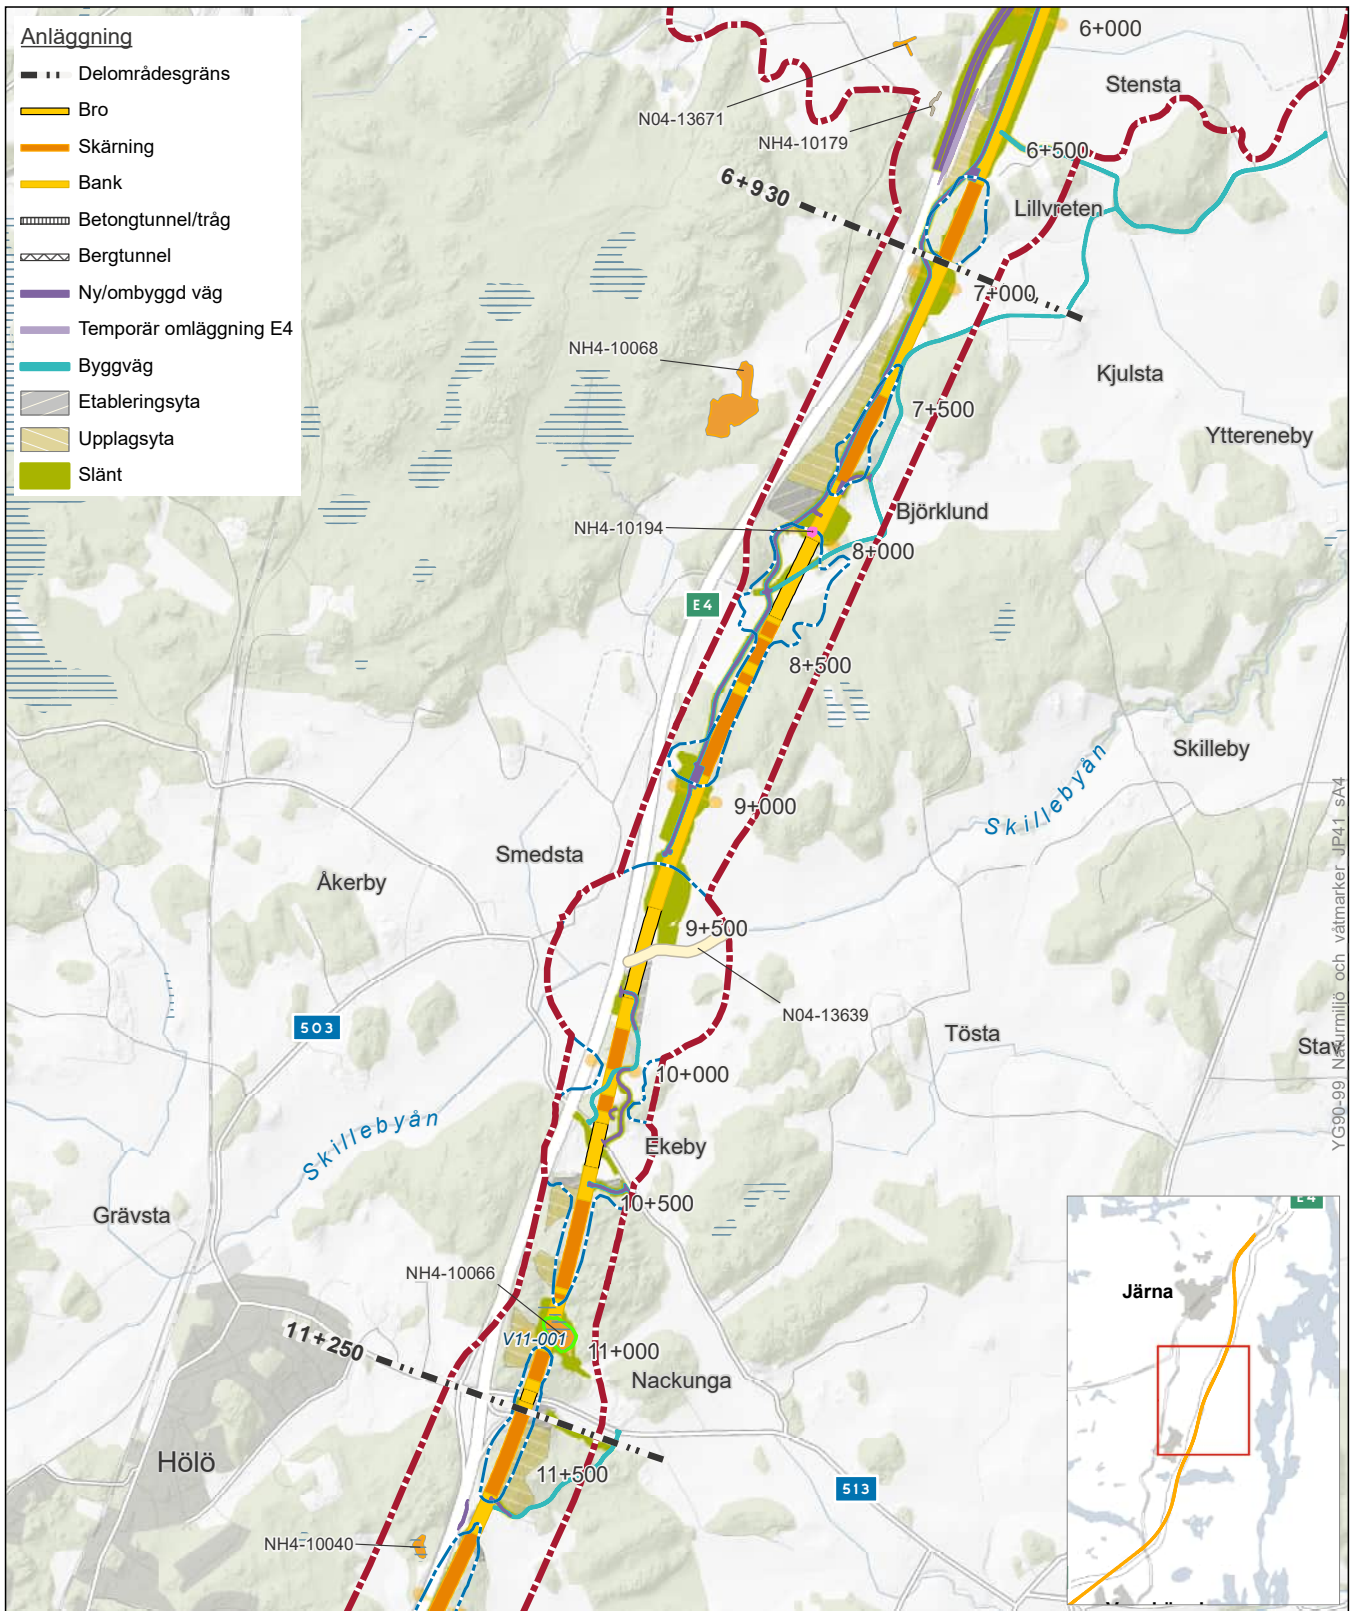 Anläggning
Delområdesgräns
Bro
Skärning
Bank
Betongtunnel/tråg
Bergtunnel
Ny/ombyggd väg
Temporär omläggning E4
Byggväg
Etableringsyta
Upplagsyta
Slänt
6+000
Stensta
N04-13671
NH4-10179
6+500
6+930
Lillvreten
7+000
NH4-10068
Kjulsta
7+500
Yttereneby
Björklund
NH4-10194
8+000
E4
8+500
Skilleby
Skillebyån
9+000
Smedsta
Åkerby
9+500
N04-13639
503
Tösta
Stav
10+000
Skillebyån
Ekeby
10+500
Grävsta
NH4-10066
V11-001
11+000
11+250
Nackunga
Hölö
11+500
513
NH4-10040
E4
Järna
YG90-99 Naturmiljö och våtmarker JP41 sA4